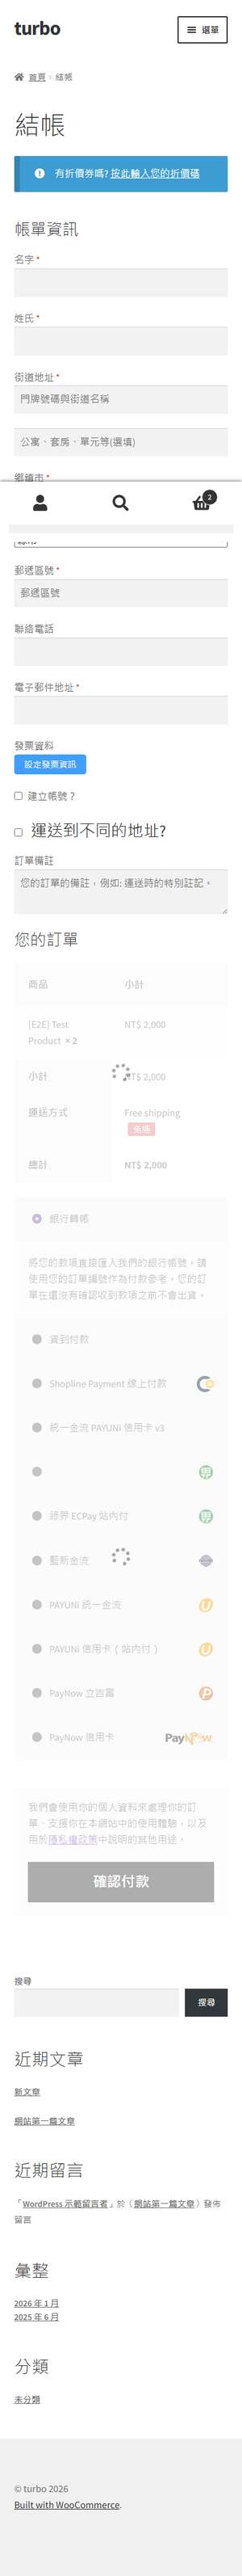 turbo
選單
首頁 › 結帳
結帳
有折價券嗎? 按此輸入您的折價碼
帳單資訊
名字 *
姓氏 *
街道地址 *
門牌號碼與街道名稱
公寓、套房、單元等(選填)
鄉鎮市 *
2
郵遞區號 *
郵遞區號
聯絡電話
電子郵件地址 *
發票資料
設定發票資訊
建立帳號？
運送到不同的地址?
訂單備註
您的訂單的備註，例如: 運送時的特別註記。
您的訂單
商品 小計
[E2E] Test NT$ 2,000
Product × 2
小計 NT$ 2,000
運送方式 Free shipping
免運
總計 NT$ 2,000
銀行轉帳
將您的款項直接匯入我們的銀行帳號。請
使用您的訂單編號作為付款參考。您的訂
單在還沒有確認收到款項之前不會出貨。
貨到付款
Shopline Payment 線上付款
統一金流 PAYUNi 信用卡 v3
綠界 ECPay 站內付
藍新金流
PAYUNi 統一金流
PAYUNi 信用卡（站內付）
PayNow 立吉富
PayNow 信用卡
PayNow
我們會使用你的個人資料來處理你的訂
單、支援你在本網站中的使用體驗，以及
用於隱私權政策中說明的其他用途。
確認付款
搜尋
搜尋
近期文章
新文章
網站第一篇文章
近期留言
「WordPress 示範留言者」於〈網站第一篇文章〉發佈
留言
彙整
2026 年 1 月
2025 年 6 月
分類
未分類
© turbo 2026
Built with WooCommerce.